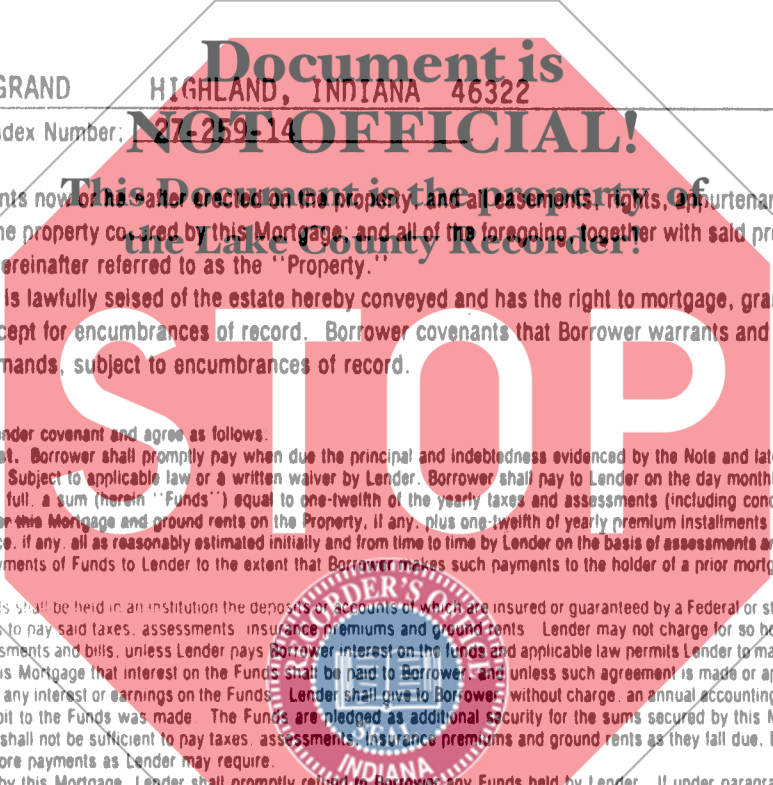 Document is
GRAND HIGHLAND, INDIANA 46322
NOT OFFICIAL!
dex Number: 27-259-14
This Document is the property of
nts now or hereafter erected on the property, and all easements, rights, appurtenan
the Lake County Recorder!
he property covered by this Mortgage; and all of the foregoing, together with said pr
ereinafter referred to as the "Property."
is lawfully seised of the estate hereby conveyed and has the right to mortgage, gra
cept for encumbrances of record. Borrower covenants that Borrower warrants and
mands, subject to encumbrances of record.
STOP
nder covenant and agree as follows:
st. Borrower shall promptly pay when due the principal and indebtedness evidenced by the Note and lat
Subject to applicable law or a written waiver by Lender, Borrower shall pay to Lender on the day month
full, a sum (herein "Funds") equal to one-twelfth of the yearly taxes and assessments (including con
er this Mortgage and ground rents on the Property, if any, plus one-twelfth of yearly premium installments
ce, if any, all as reasonably estimated initially and from time to time by Lender on the basis of assessments a
yments of Funds to Lender to the extent that Borrower makes such payments to the holder of a prior mortg
ds shall be held in an institution the deposits or accounts of which are insured or guaranteed by a Federal or st
s to pay said taxes, assessments insurance premiums and ground rents Lender may not charge for so ho
sments and bills, unless Lender pays Borrower interest on the funds and applicable law permits Lender to ma
is Mortgage that interest on the Funds shall be paid to Borrower, and unless such agreement is made or ap
any interest or earnings on the Funds. Lender shall give to Borrower, without charge, an annual accounting
bit to the Funds was made. The Funds are pledged as additional security for the sums secured by this M
shall not be sufficient to pay taxes, assessments, insurance premiums and ground rents as they fall due,
ore payments as Lender may require.
by this Mortgage, Lender shall promptly refund to Borrower any Funds held by Lender. If under paragra
RECORDER'S OFFICE
SEAL
INDIANA